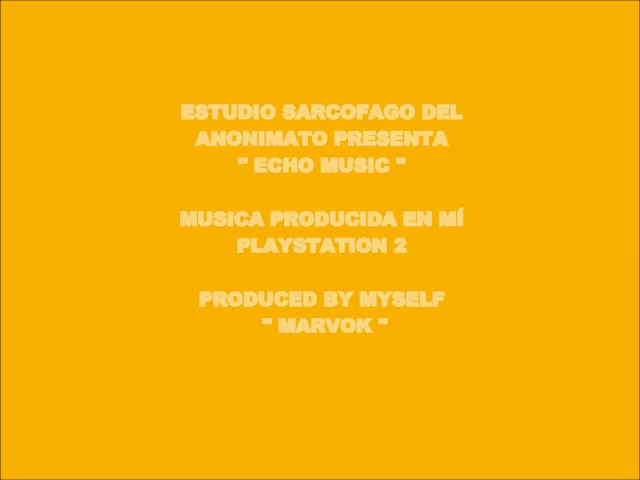 ESTUDIO SARCOFAGO DEL
ANONIMATO PRESENTA
" ECHO MUSIC "
MUSICA PRODUCIDA EN MÍ
PLAYSTATION 2
PRODUCED BY MYSELF
" MARVOK "